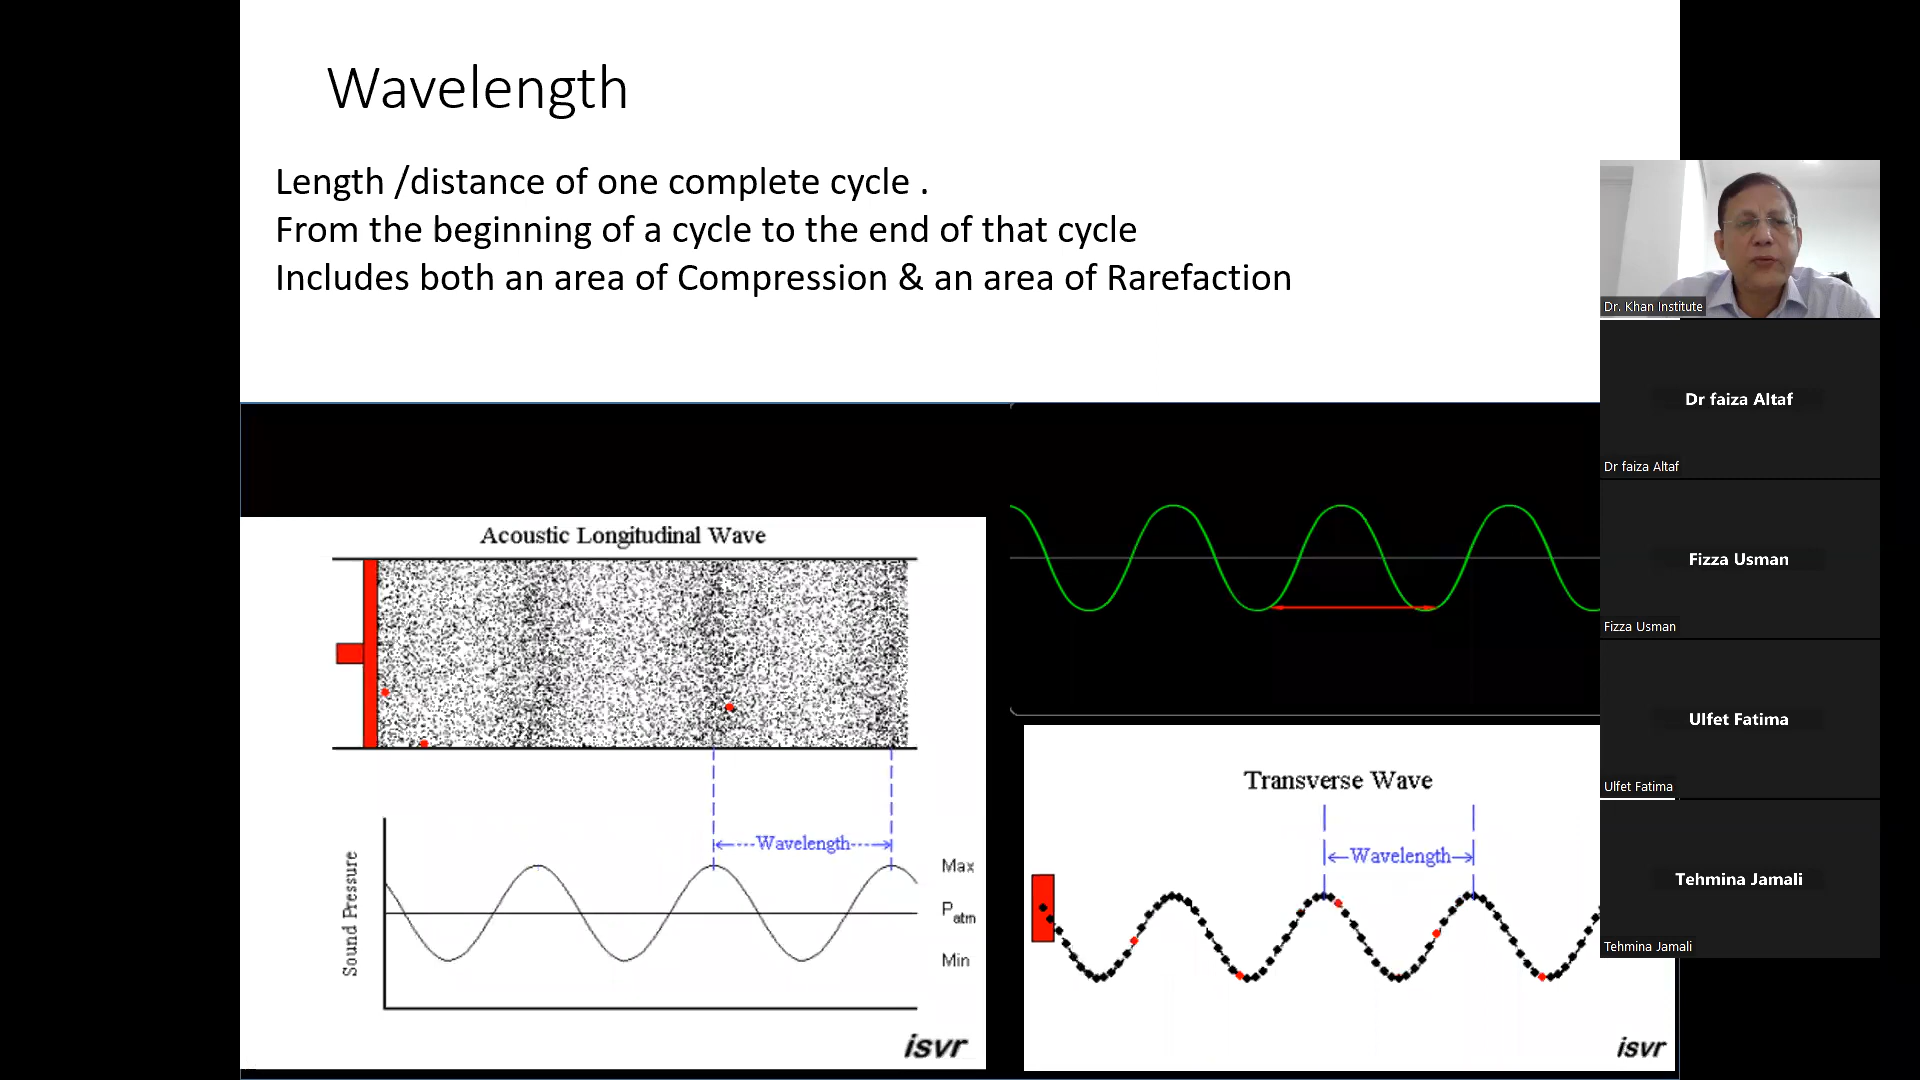 Wavelength
Length /distance of one complete cycle .
From the beginning of a cycle to the end of that cycle
Includes both an area of Compression & an area of Rarefaction
Acoustic Longitudinal Wave
Wavelength
Sound Pressure
Max
Patm
Min
isvr
Transverse Wave
Wavelength
isvr
Dr. Khan Institute
Dr faiza Altaf
Dr faiza Altaf
Fizza Usman
Fizza Usman
Ulfet Fatima
Ulfet Fatima
Tehmina Jamali
Tehmina Jamali